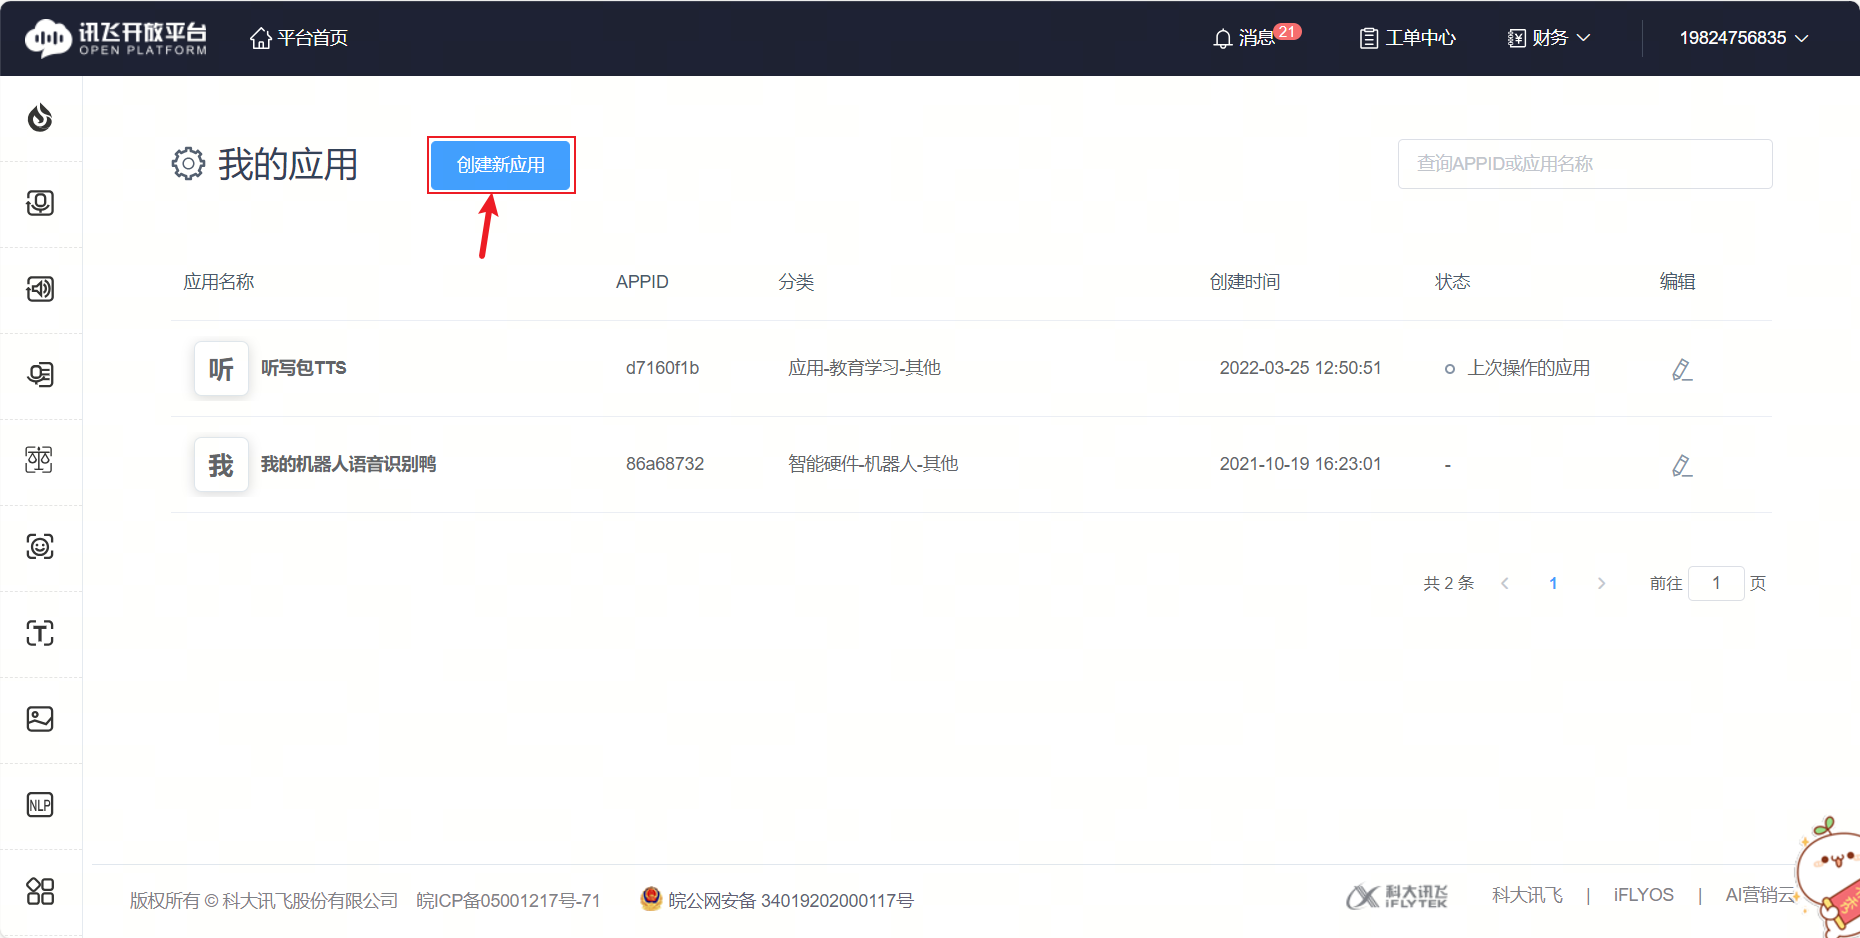 讯飞开放平台
OPEN PLATFORM
平台首页
消息 21
工单中心
财务
19824756835
我的应用
创建新应用
查询APPID或应用名称
应用名称 APPID 分类 创建时间 状态 编辑
听 听写包TTS d7160f1b 应用-教育学习-其他 2022-03-25 12:50:51 上次操作的应用
我 我的机器人语音识别鸭 86a68732 智能硬件-机器人-其他 2021-10-19 16:23:01 -
共 2 条 1 前往 1 页
NLP
版权所有 © 科大讯飞股份有限公司 皖ICP备05001217号-71 皖公网安备 34019202000117号
科大讯飞
iFLYTEK
科大讯飞 | iFLYOS | AI营销云